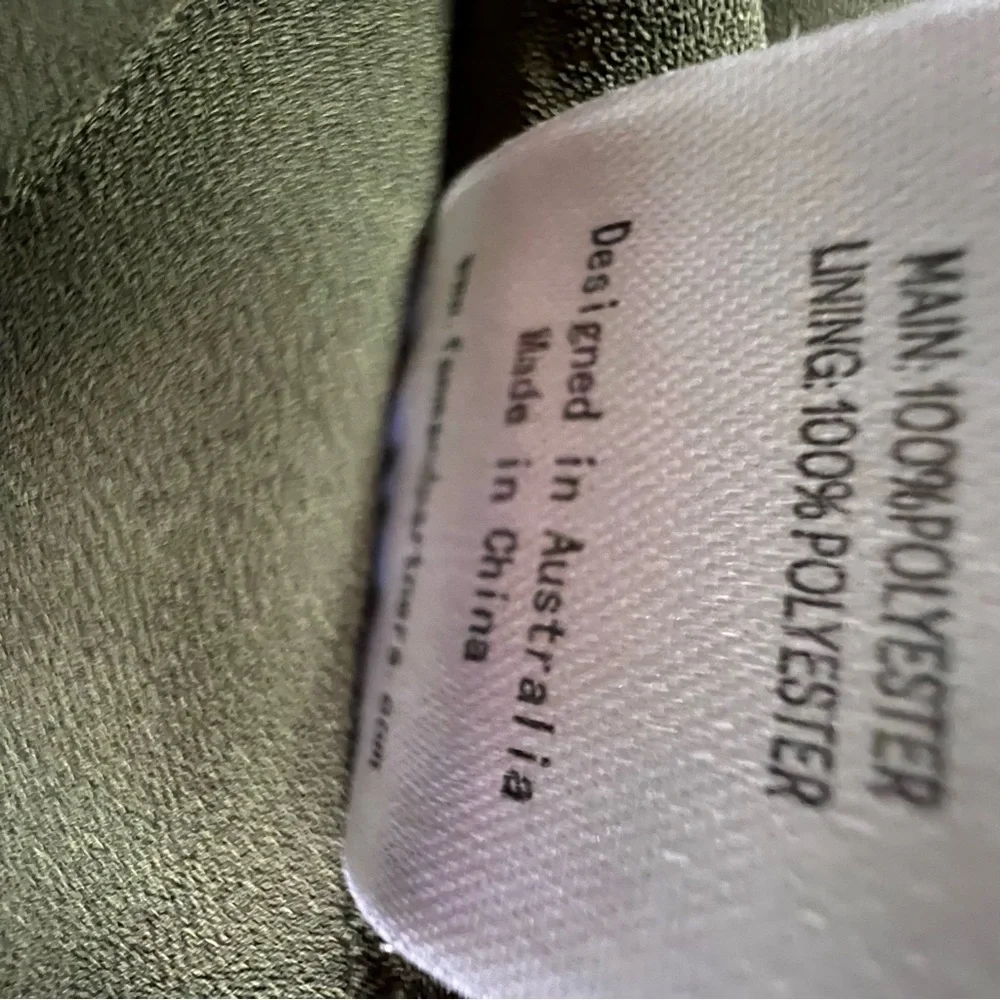 MAIN:100%POLYESTER
LINING:100%POLYESTER
Designed in Australia
Made in China